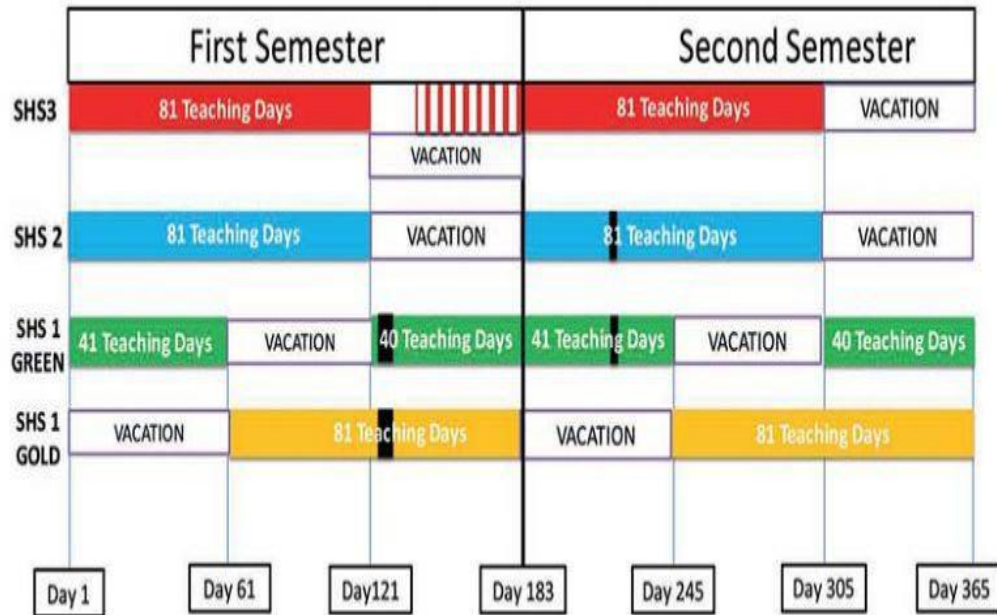 First Semester
Second Semester
SHS3
81 Teaching Days
81 Teaching Days
VACATION
VACATION
SHS 2
81 Teaching Days
VACATION
81 Teaching Days
VACATION
SHS 1
GREEN
41 Teaching Days
VACATION
40 Teaching Days
41 Teaching Days
VACATION
40 Teaching Days
SHS 1
GOLD
VACATION
81 Teaching Days
VACATION
81 Teaching Days
Day 1
Day 61
Day121
Day 183
Day 245
Day 305
Day 365